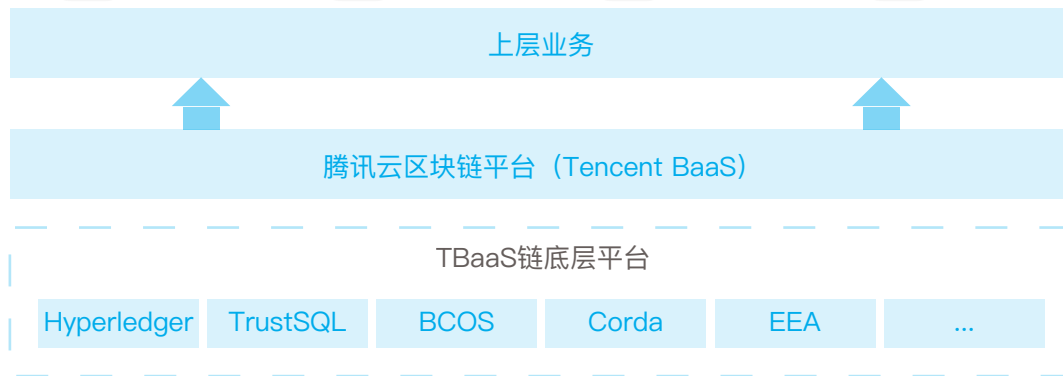 上层业务
腾讯云区块链平台（Tencent BaaS）
TBaaS链底层平台
Hyperledger TrustSQL BCOS Corda EEA ...